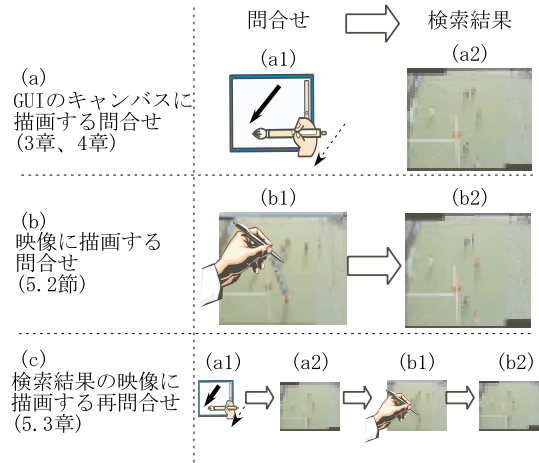 問合せ
検索結果
(a1)
(a2)
(a)
GUIのキャンバスに
描画する問合せ
(3章、4章)
(b1)
(b2)
(b)
映像に描画する
問合せ
(5.2節)
(c)
検索結果の映像に
描画する再問合せ
(5.3章)
(a1)
(a2)
(b1)
(b2)